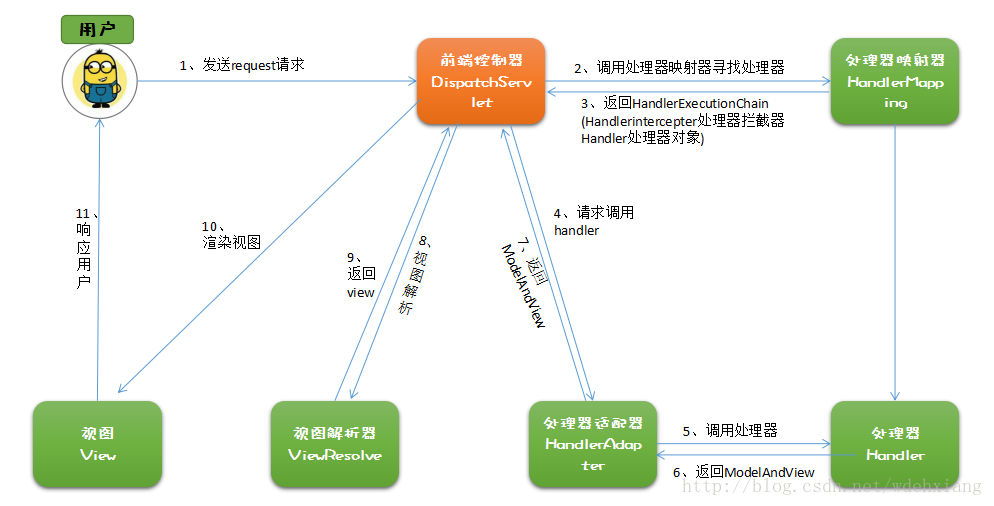 用户
1、发送request请求
前端控制器
DispatchServ
let
2、调用处理器映射器寻找处理器
3、返回HandlerExecutionChain
(Handlerintercepter处理器拦截器
Handler处理器对象)
处理器映射器
HandlerMap
ping
4、请求调用
handler
7、返回
ModelAndView
8、视图解析
9、
返回
view
10、
渲染视图
11、
响应用户
视图
View
视图解析器
ViewResolve
处理器适配器
HandlerAdap
ter
5、调用处理器
6、返回ModelAndView
处理器
Handler
http://blog.csdn.net/wdehxiang